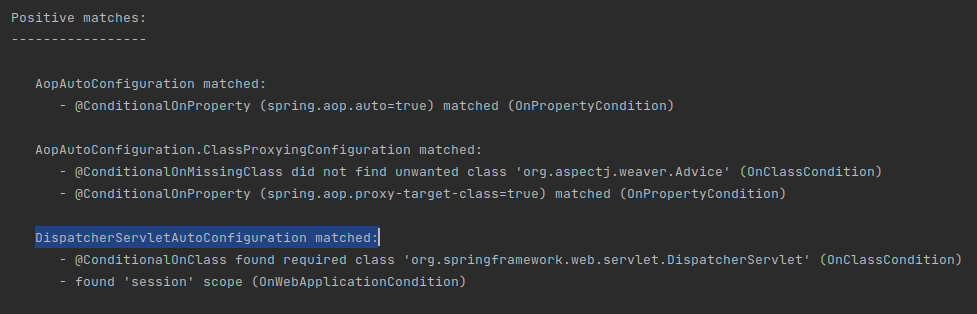 Positive matches:
-----------------
AopAutoConfiguration matched:
- @ConditionalOnProperty (spring.aop.auto=true) matched (OnPropertyCondition)
AopAutoConfiguration.ClassProxyingConfiguration matched:
- @ConditionalOnMissingClass did not find unwanted class 'org.aspectj.weaver.Advice' (OnClassCondition)
- @ConditionalOnProperty (spring.aop.proxy-target-class=true) matched (OnPropertyCondition)
DispatcherServletAutoConfiguration matched:
- @ConditionalOnClass found required class 'org.springframework.web.servlet.DispatcherServlet' (OnClassCondition)
- found 'session' scope (OnWebApplicationCondition)